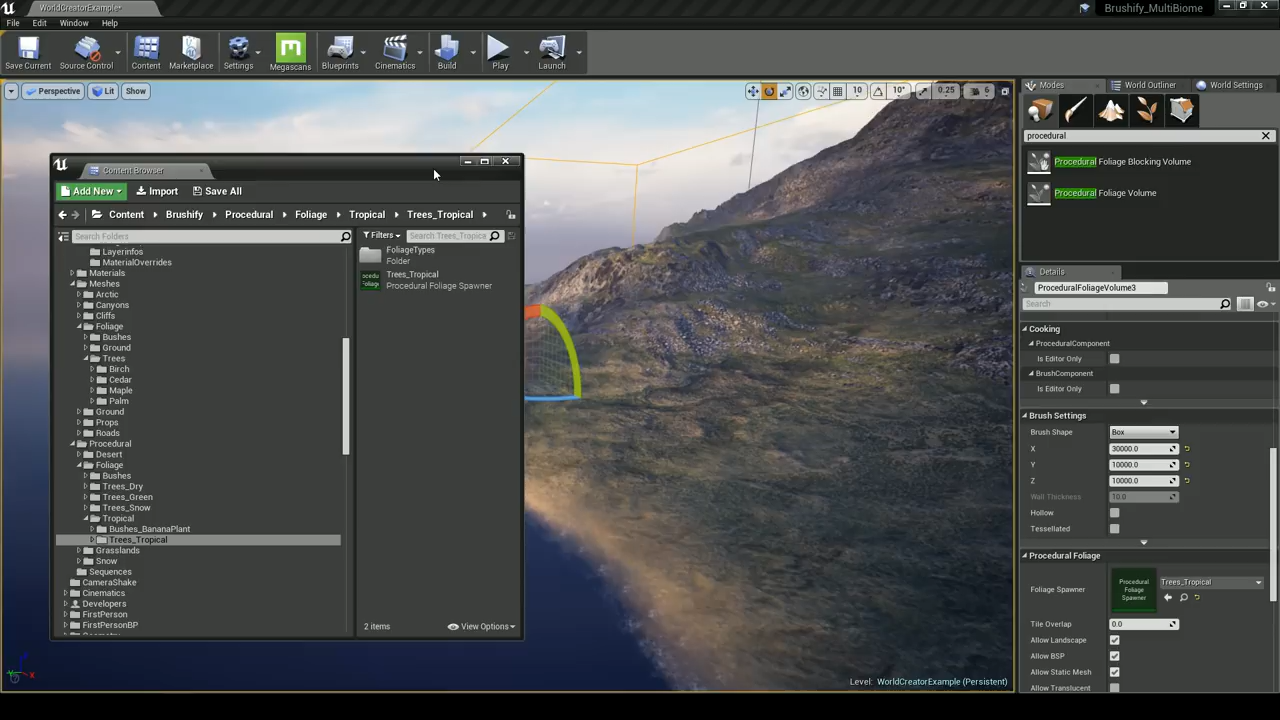 WorldCreatorExample*
Brushify_MultiBiome
File Edit Window Help
Save Current Source Control Content Marketplace Settings Megascans Blueprints Cinematics Build Play Launch
Perspective Lit Show
10 10° 0.25 6
Content Browser
Add New Import Save All
Content Brushify Procedural Foliage Tropical Trees_Tropical
Search Folders
Layerinfos
MaterialOverrides
Materials
Meshes
Arctic
Canyons
Cliffs
Foliage
Bushes
Ground
Trees
Birch
Cedar
Maple
Palm
Ground
Props
Roads
Procedural
Desert
Foliage
Bushes
Trees_Dry
Trees_Green
Trees_Snow
Tropical
Bushes_BananaPlant
Trees_Tropical
Grasslands
Snow
Sequences
CameraShake
Cinematics
Developers
FirstPerson
FirstPersonBP
Filters Search Trees_Tropica
FoliageTypes
Folder
Trees_Tropical
Procedural Foliage Spawner
2 items View Options
Level: WorldCreatorExample (Persistent)
Modes World Outliner World Settings
procedural
Procedural Foliage Blocking Volume
Procedural Foliage Volume
Details
ProceduralFoliageVolume3
Search
Cooking
ProceduralComponent
Is Editor Only
BrushComponent
Is Editor Only
Brush Settings
Brush Shape Box
X 30000.0
Y 10000.0
Z 10000.0
Wall Thickness 10.0
Hollow
Tessellated
Procedural Foliage
Foliage Spawner Procedural Foliage Spawner Trees_Tropical
Tile Overlap 0.0
Allow Landscape
Allow BSP
Allow Static Mesh
Allow Translucent